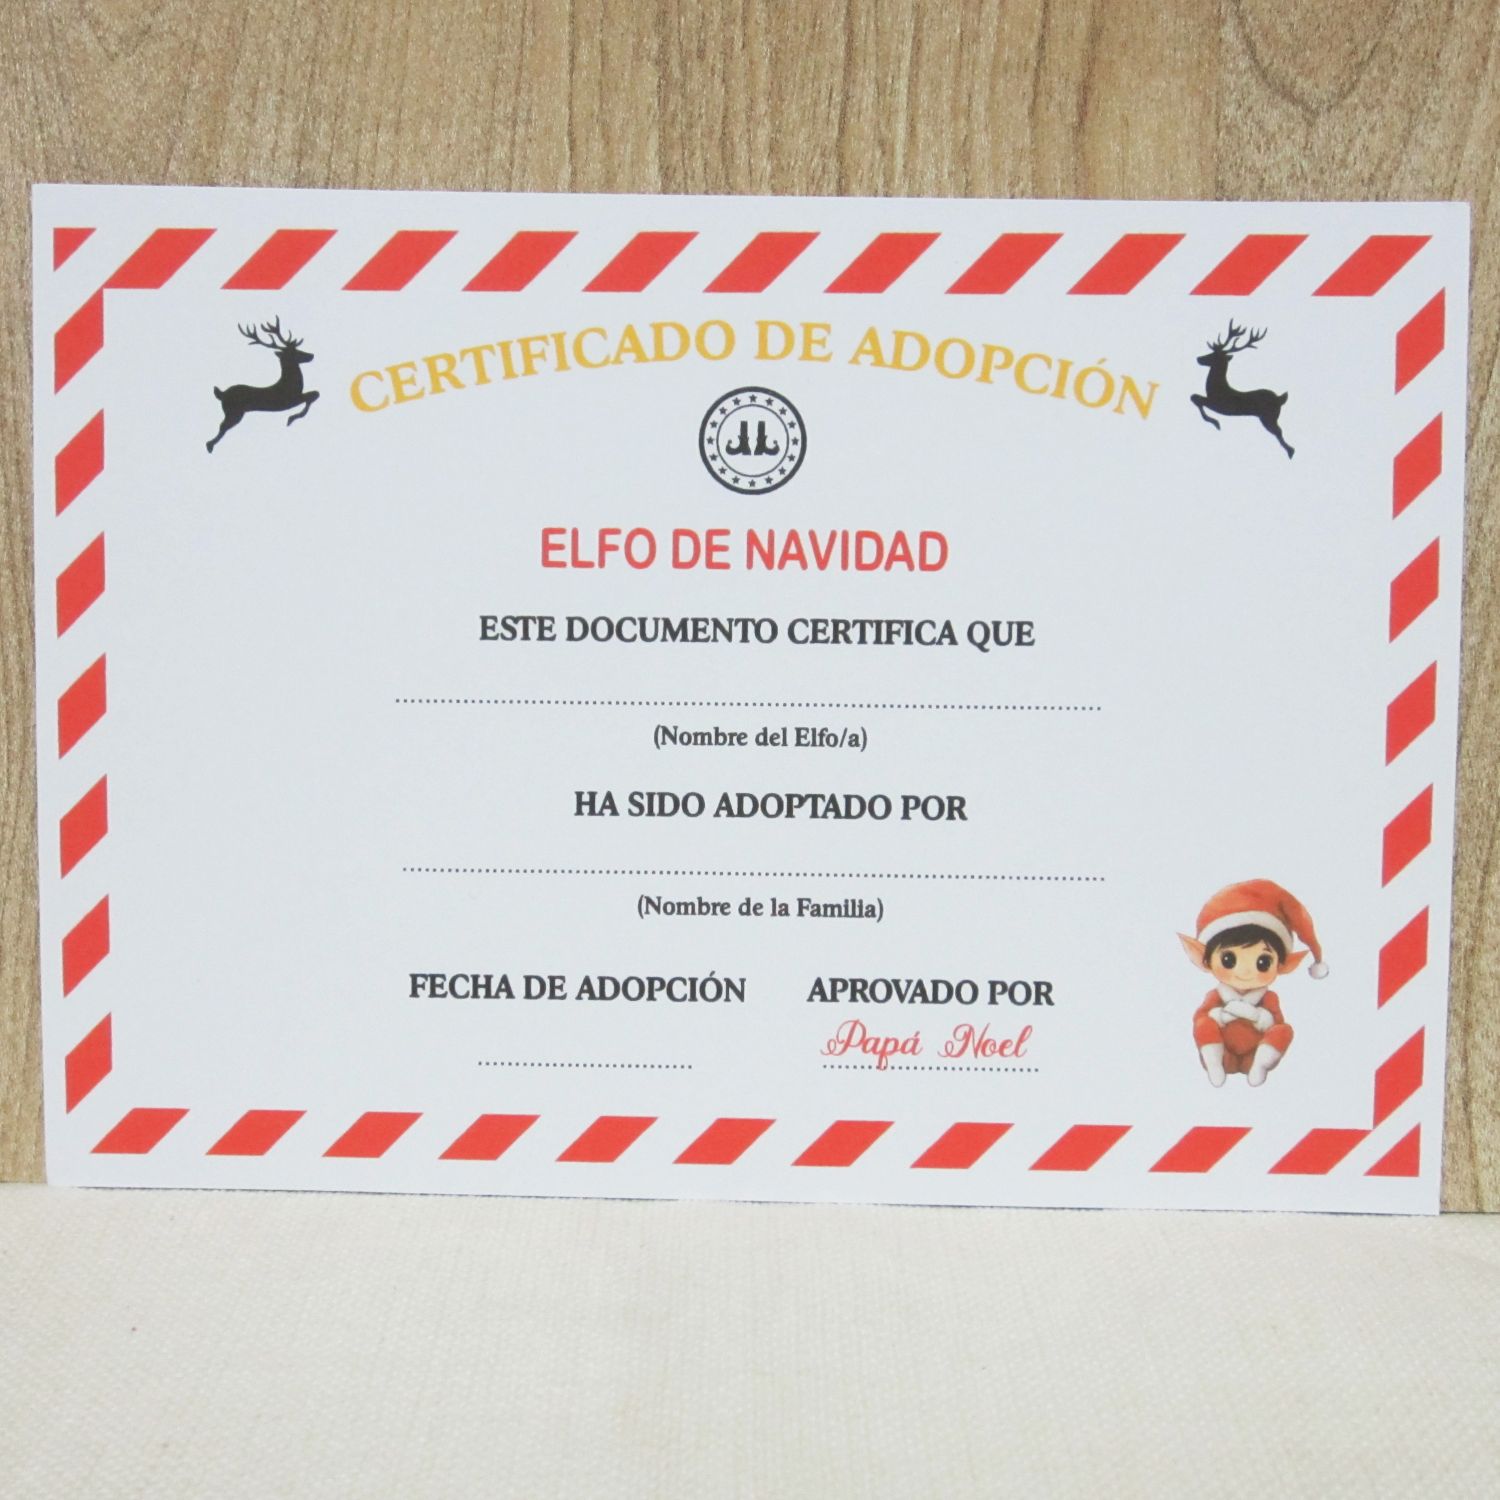 CERTIFICADO DE ADOPCIÓN
ELFO DE NAVIDAD
ESTE DOCUMENTO CERTIFICA QUE
(Nombre del Elfo/a)
HA SIDO ADOPTADO POR
(Nombre de la Familia)
FECHA DE ADOPCIÓN APROVADO POR
Papá Noel